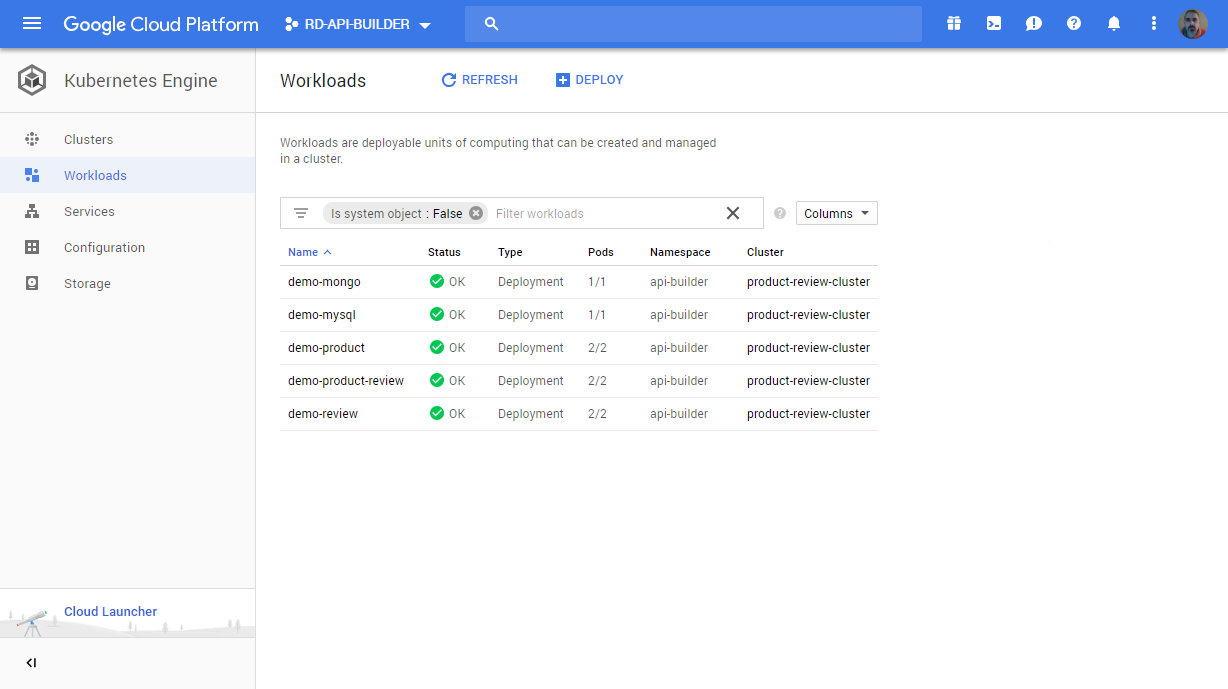 Google Cloud Platform RD-API-BUILDER
Kubernetes Engine
Workloads REFRESH DEPLOY
Clusters
Workloads
Services
Configuration
Storage
Cloud Launcher
Workloads are deployable units of computing that can be created and managed
in a cluster.
Is system object : False Filter workloads Columns
Name Status Type Pods Namespace Cluster
demo-mongo OK Deployment 1/1 api-builder product-review-cluster
demo-mysql OK Deployment 1/1 api-builder product-review-cluster
demo-product OK Deployment 2/2 api-builder product-review-cluster
demo-product-review OK Deployment 2/2 api-builder product-review-cluster
demo-review OK Deployment 2/2 api-builder product-review-cluster